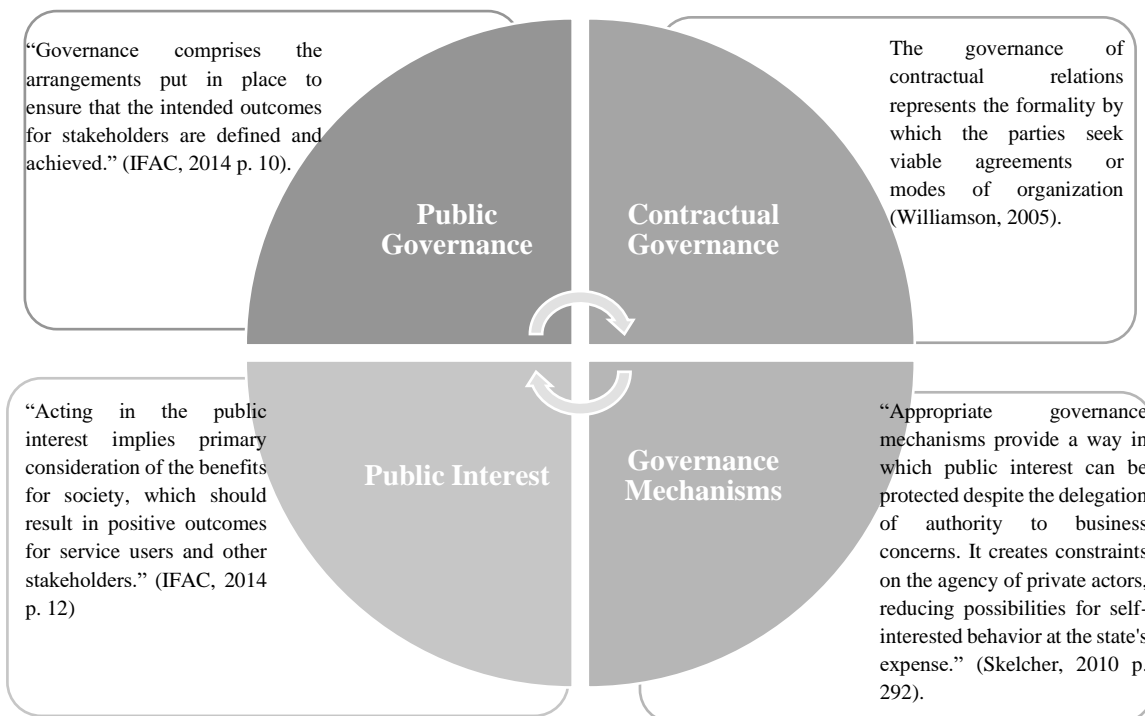 “Governance comprises the
arrangements put in place to
ensure that the intended outcomes
for stakeholders are defined and
achieved.” (IFAC, 2014 p. 10).
The governance of
contractual relations
represents the formality by
which the parties seek
viable agreements or
modes of organization
(Williamson, 2005).
Public
Governance
Contractual
Governance
“Acting in the public
interest implies primary
consideration of the benefits
for society, which should
result in positive outcomes
for service users and other
stakeholders.” (IFAC, 2014
p. 12)
Public Interest
Governance
Mechanisms
“Appropriate governance
mechanisms provide a way in
which public interest can be
protected despite the delegation
of authority to business
concerns. It creates constraints
on the agency of private actors,
reducing possibilities for self-
interested behavior at the state's
expense.” (Skelcher, 2010 p.
292).